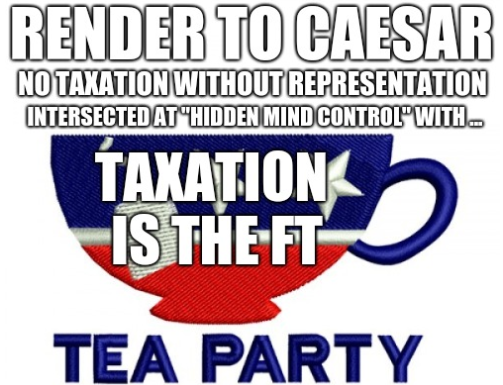 RENDER TO CAESAR
NO TAXATION WITHOUT REPRESENTATION
INTERSECTED AT "HIDDEN MIND CONTROL" WITH ...
TAXATION
IS THE FT
TEA PARTY